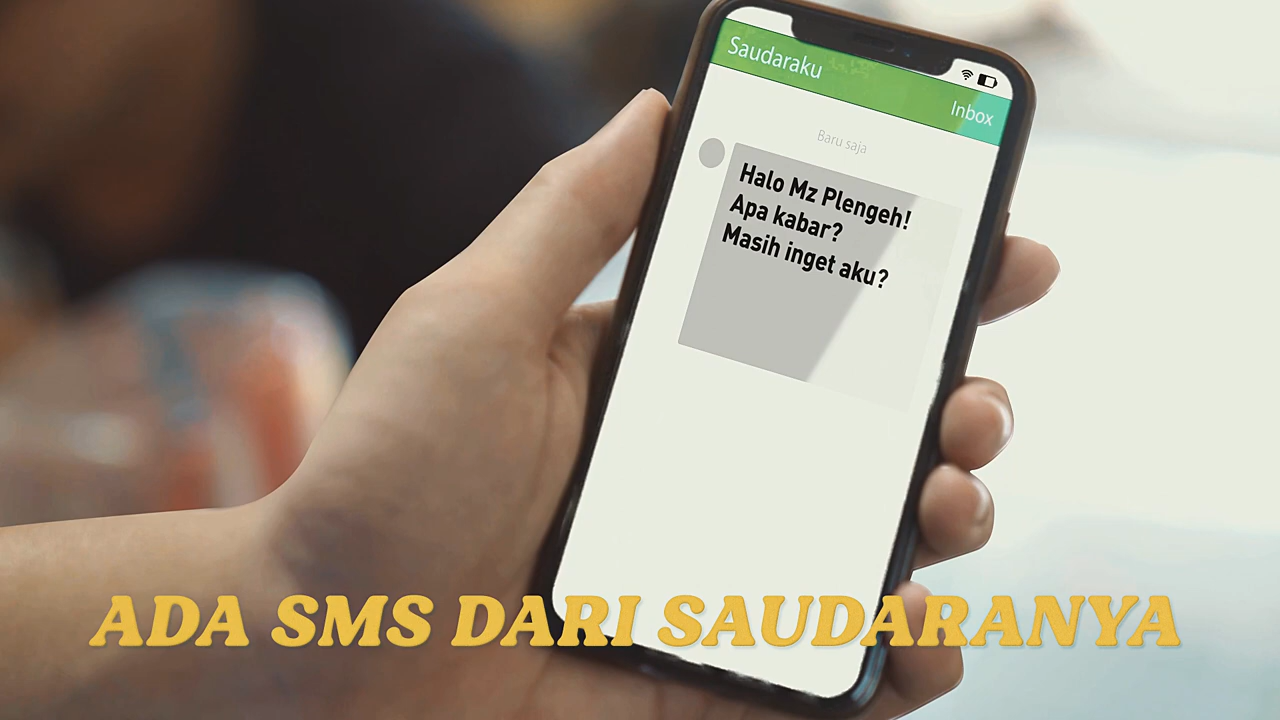 Saudaraku
Inbox
Baru saja
Halo Mz Plengeh!
Apa kabar?
Masih inget aku?
ADA SMS DARI SAUDARANYA